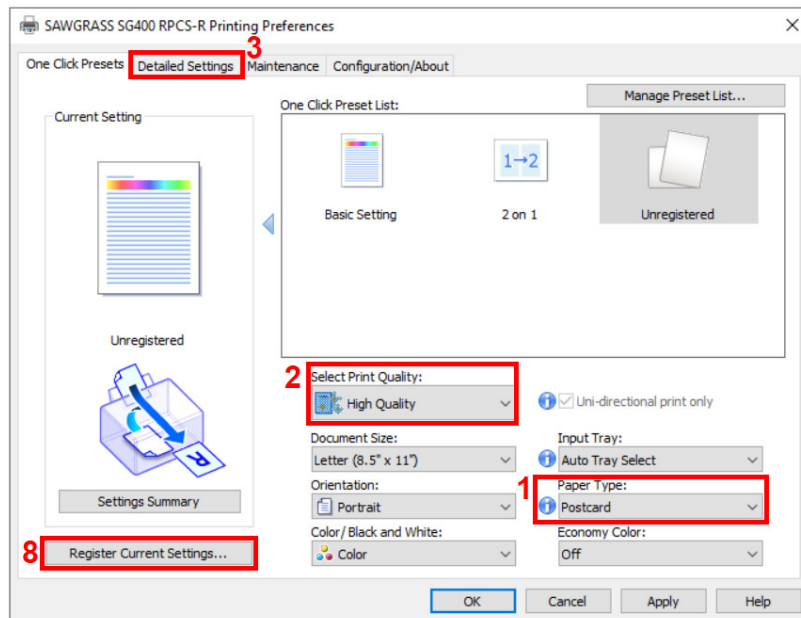 SAWGRASS SG400 RPCS-R Printing Preferences
3
One Click Presets Detailed Settings Maintenance Configuration/About
Manage Preset List...
Current Setting
One Click Preset List:
1→2
Basic Setting 2 on 1 Unregistered
Unregistered
2
Select Print Quality:
High Quality
Uni-directional print only
Document Size: Input Tray:
Letter (8.5" x 11") Auto Tray Select
Orientation: 1 Paper Type:
Portrait Postcard
R
Settings Summary
Color/Black and White: Economy Color:
Color Off
8 Register Current Settings...
OK Cancel Apply Help